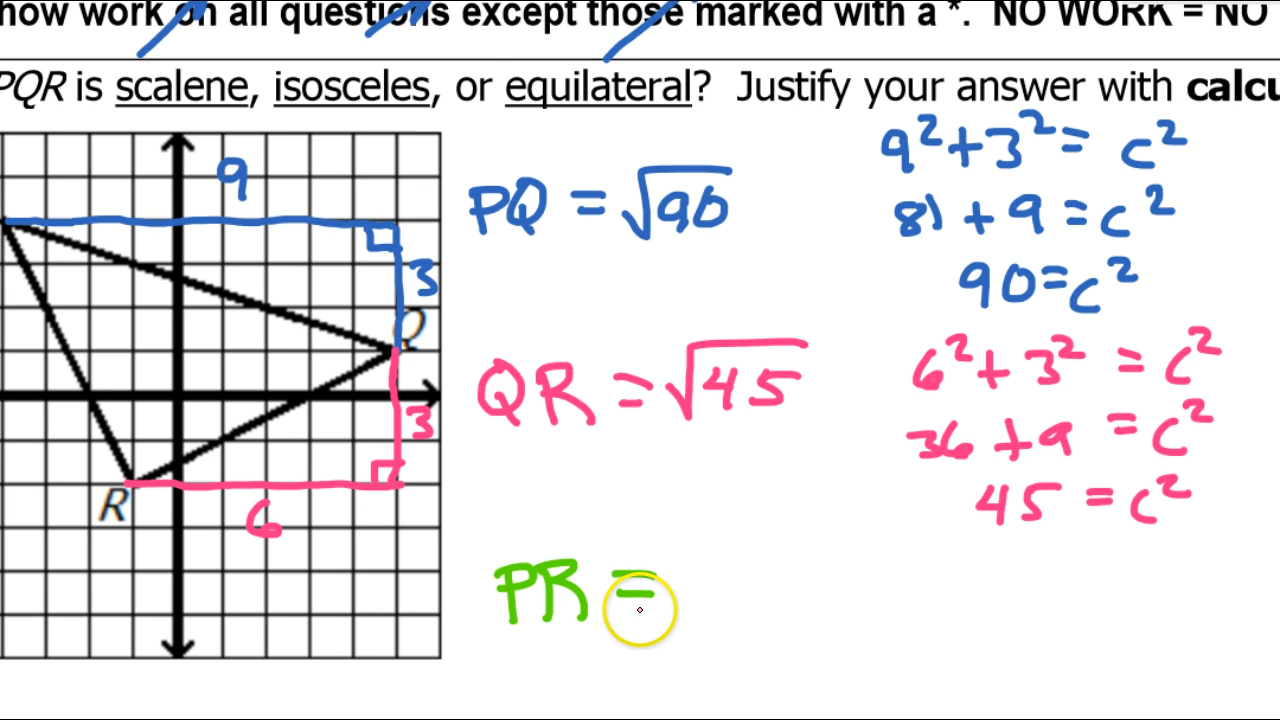 how work on all questions except those marked with a *. NO WORK = NO
PQR is scalene, isosceles, or equilateral? Justify your answer with calcu
9
3
Q
3
R
6
PQ = √90
9² + 3² = c²
81 + 9 = c²
90 = c²
QR = √45
6² + 3² = c²
36 + 9 = c²
45 = c²
PR =